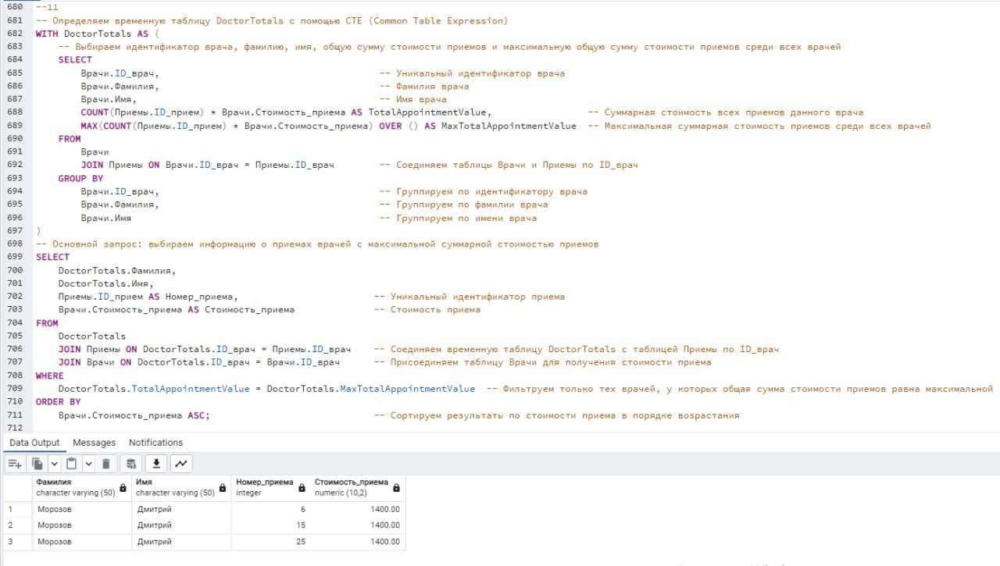 680 --11
681 -- Определяем временную таблицу DoctorTotals с помощью CTE (Common Table Expression)
682 WITH DoctorTotals AS (
683 -- Выбираем идентификатор врача, фамилию, имя, общую сумму стоимости приемов и максимальную общую сумму стоимости приемов среди всех врачей
684 SELECT
685 Врачи.ID_врач, -- Уникальный идентификатор врача
686 Врачи.Фамилия, -- Фамилия врача
687 Врачи.Имя, -- Имя врача
688 COUNT(Приемы.ID_прием) * Врачи.Стоимость_приема AS TotalAppointmentValue, -- Суммарная стоимость всех приемов данного врача
689 MAX(COUNT(Приемы.ID_прием) * Врачи.Стоимость_приема) OVER () AS MaxTotalAppointmentValue -- Максимальная суммарная стоимость приемов среди всех врачей
690 FROM
691 Врачи
692 JOIN Приемы ON Врачи.ID_врач = Приемы.ID_врач -- Соединяем таблицы Врачи и Приемы по ID_врач
693 GROUP BY
694 Врачи.ID_врач, -- Группируем по идентификатору врача
695 Врачи.Фамилия, -- Группируем по фамилии врача
696 Врачи.Имя -- Группируем по имени врача
697 )
698 -- Основной запрос: выбираем информацию о приемах врачей с максимальной суммарной стоимостью приемов
699 SELECT
700 DoctorTotals.Фамилия,
701 DoctorTotals.Имя,
702 Приемы.ID_прием AS Номер_приема, -- Уникальный идентификатор приема
703 Врачи.Стоимость_приема AS Стоимость_приема -- Стоимость приема
704 FROM
705 DoctorTotals
706 JOIN Приемы ON DoctorTotals.ID_врач = Приемы.ID_врач -- Соединяем временную таблицу DoctorTotals с таблицей Приемы по ID_врач
707 JOIN Врачи ON DoctorTotals.ID_врач = Врачи.ID_врач -- Присоединяем таблицу Врачи для получения стоимости приема
708 WHERE
709 DoctorTotals.TotalAppointmentValue = DoctorTotals.MaxTotalAppointmentValue -- Фильтруем только тех врачей, у которых общая сумма стоимости приемов равна максимальной
710 ORDER BY
711 Врачи.Стоимость_приема ASC; -- Сортируем результаты по стоимости приема в порядке возрастания
712
Data Output Messages Notifications
Фамилия Имя Номер_приема Стоимость_приема
character varying (50) character varying (50) integer numeric (10,2)
1 Морозов Дмитрий 6 1400.00
2 Морозов Дмитрий 15 1400.00
3 Морозов Дмитрий 25 1400.00